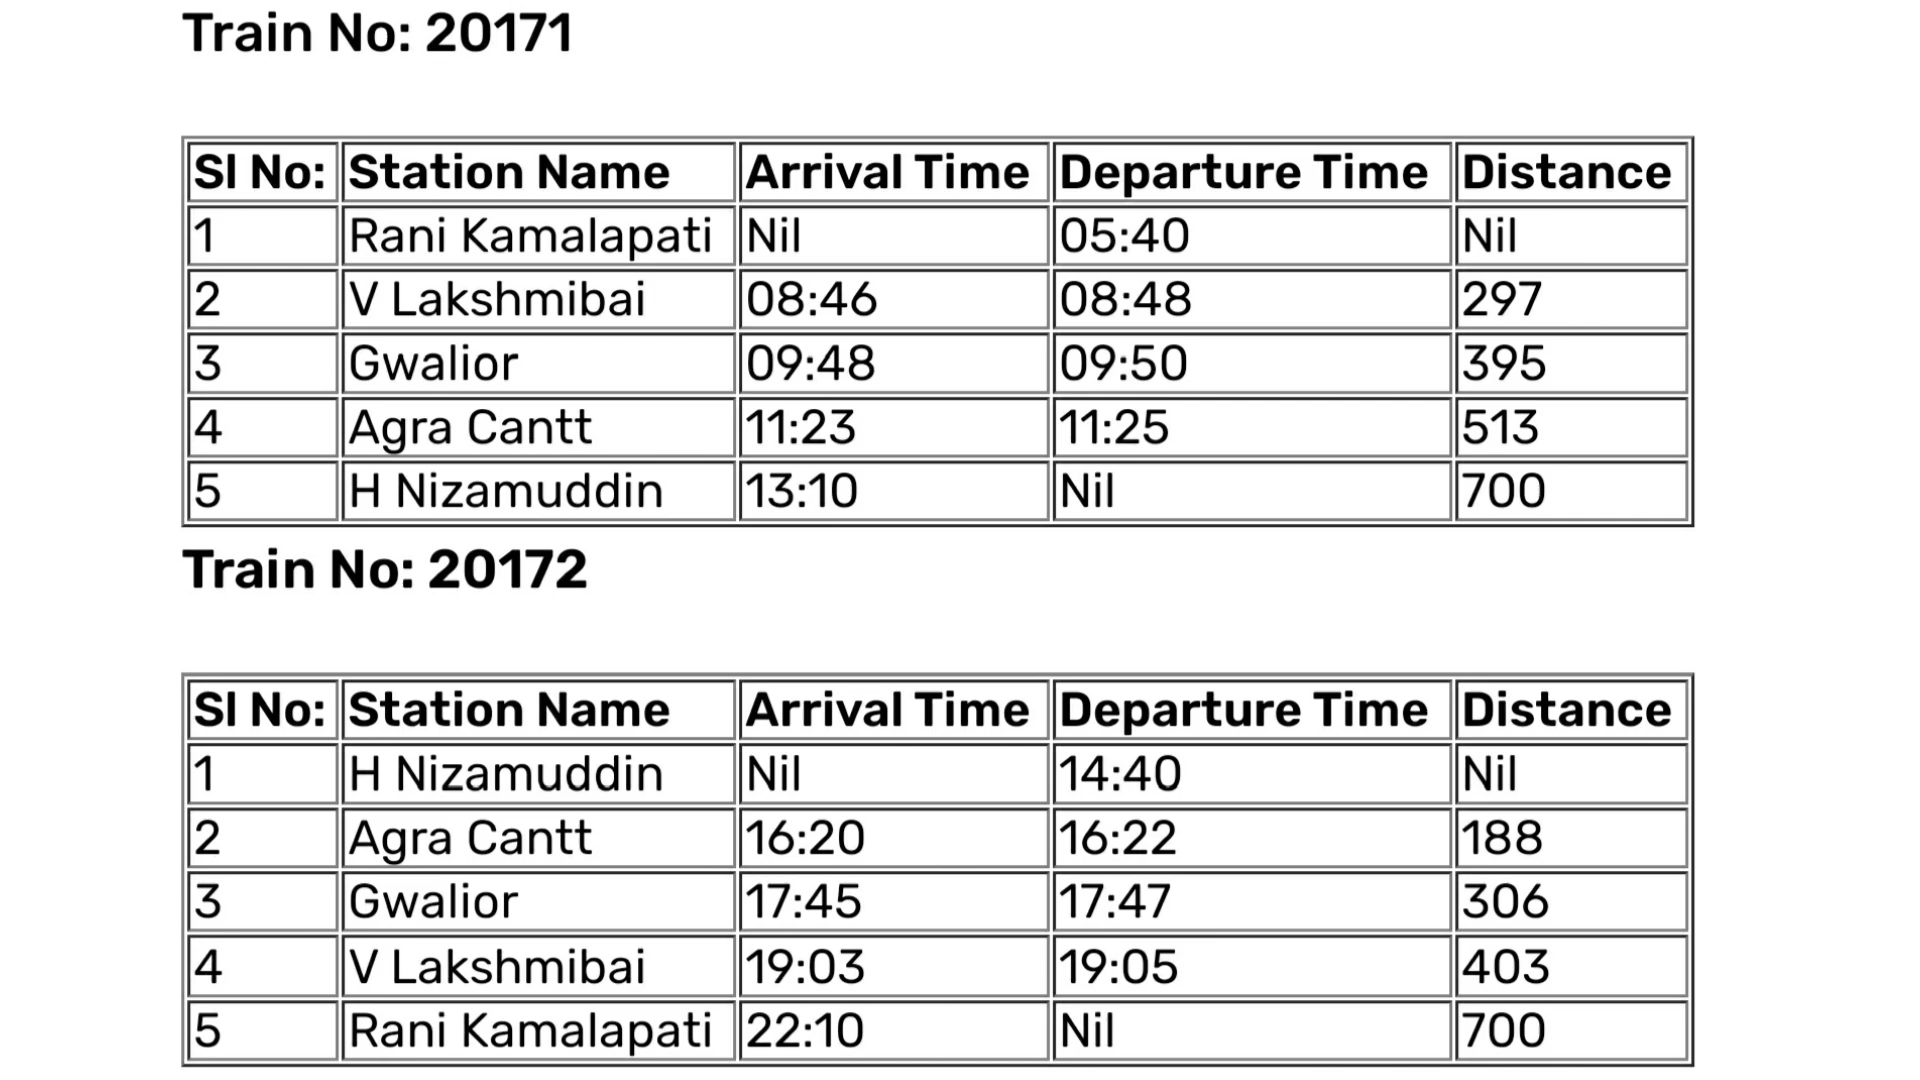 Train No: 20171
Sl No: Station Name Arrival Time Departure Time Distance
1 Rani Kamalapati Nil 05:40 Nil
2 V Lakshmibai 08:46 08:48 297
3 Gwalior 09:48 09:50 395
4 Agra Cantt 11:23 11:25 513
5 H Nizamuddin 13:10 Nil 700
Train No: 20172
Sl No: Station Name Arrival Time Departure Time Distance
1 H Nizamuddin Nil 14:40 Nil
2 Agra Cantt 16:20 16:22 188
3 Gwalior 17:45 17:47 306
4 V Lakshmibai 19:03 19:05 403
5 Rani Kamalapati 22:10 Nil 700